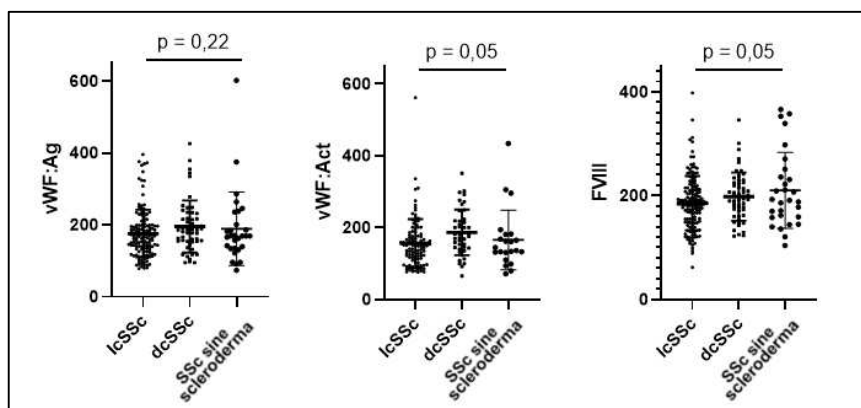 p = 0,22
vWF:Ag
600
400
200
0
lcSSc
dcSSc
SSc sine
scleroderma
p = 0,05
vWF:Act
600
400
200
0
lcSSc
dcSSc
SSc sine
scleroderma
p = 0,05
FVIII
400
200
0
lcSSc
dcSSc
SSc sine
scleroderma